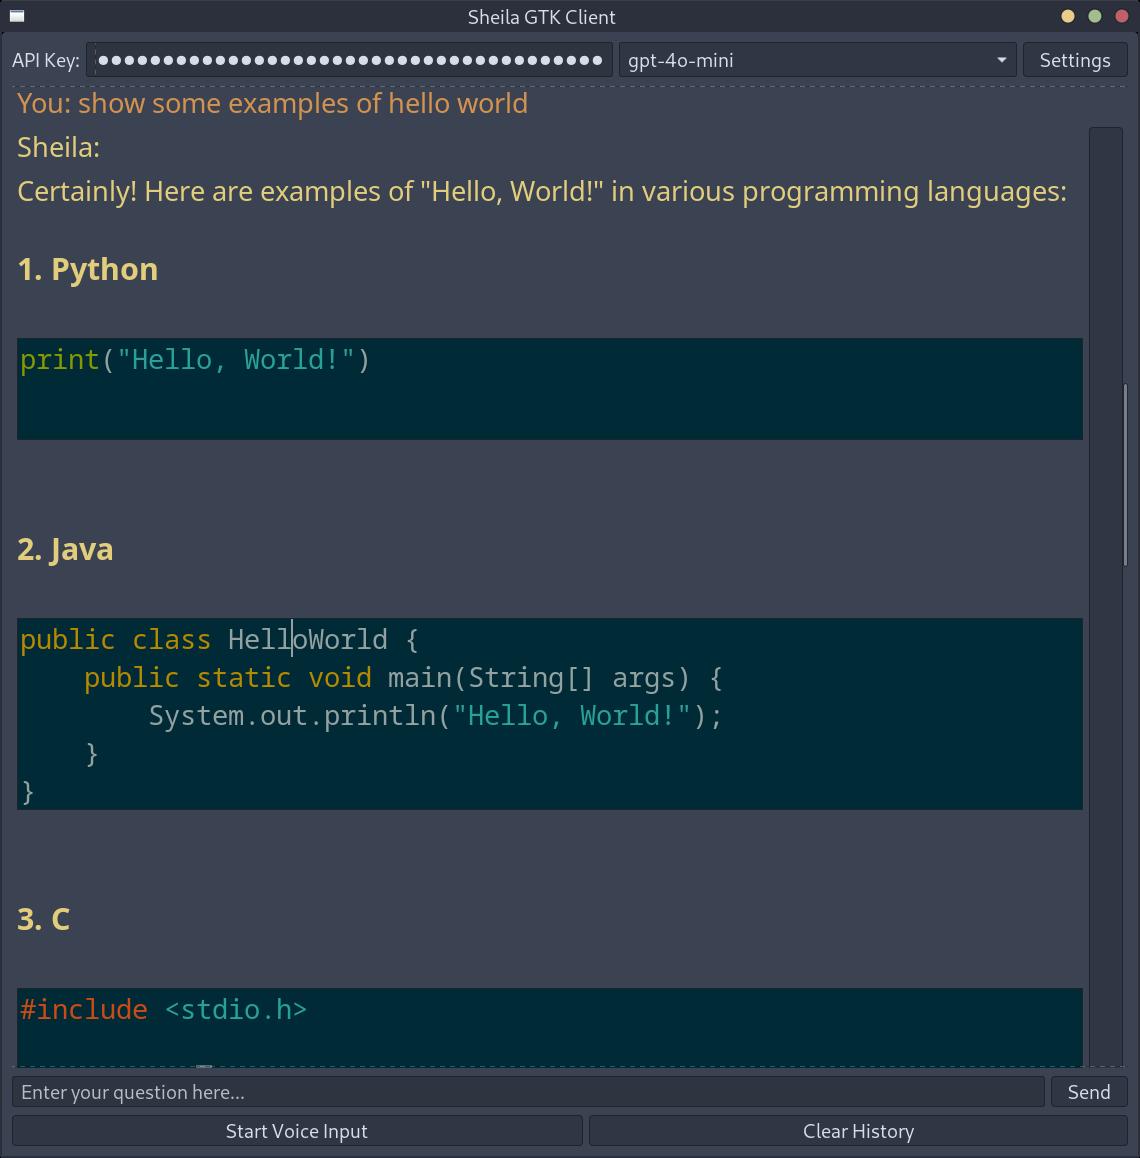 Sheila GTK Client
API Key:
gpt-4o-mini
Settings
You: show some examples of hello world
Sheila:
Certainly! Here are examples of "Hello, World!" in various programming languages:
1. Python
print("Hello, World!")
2. Java
public class HelloWorld {
    public static void main(String[] args) {
        System.out.println("Hello, World!");
    }
}
3. C
#include <stdio.h>
Enter your question here...
Send
Start Voice Input
Clear History